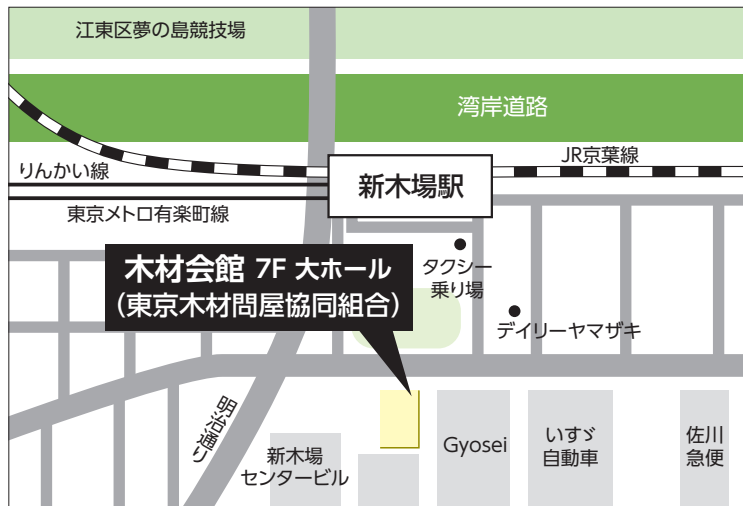 江東区夢の島競技場
湾岸道路
JR京葉線
りんかい線
新木場駅
東京メトロ有楽町線
木材会館 7F 大ホール
（東京木材問屋協同組合）
タクシー
乗り場
デイリーヤマザキ
明治通り
新木場
センタービル
Gyosei
いすゞ
自動車
佐川
急便